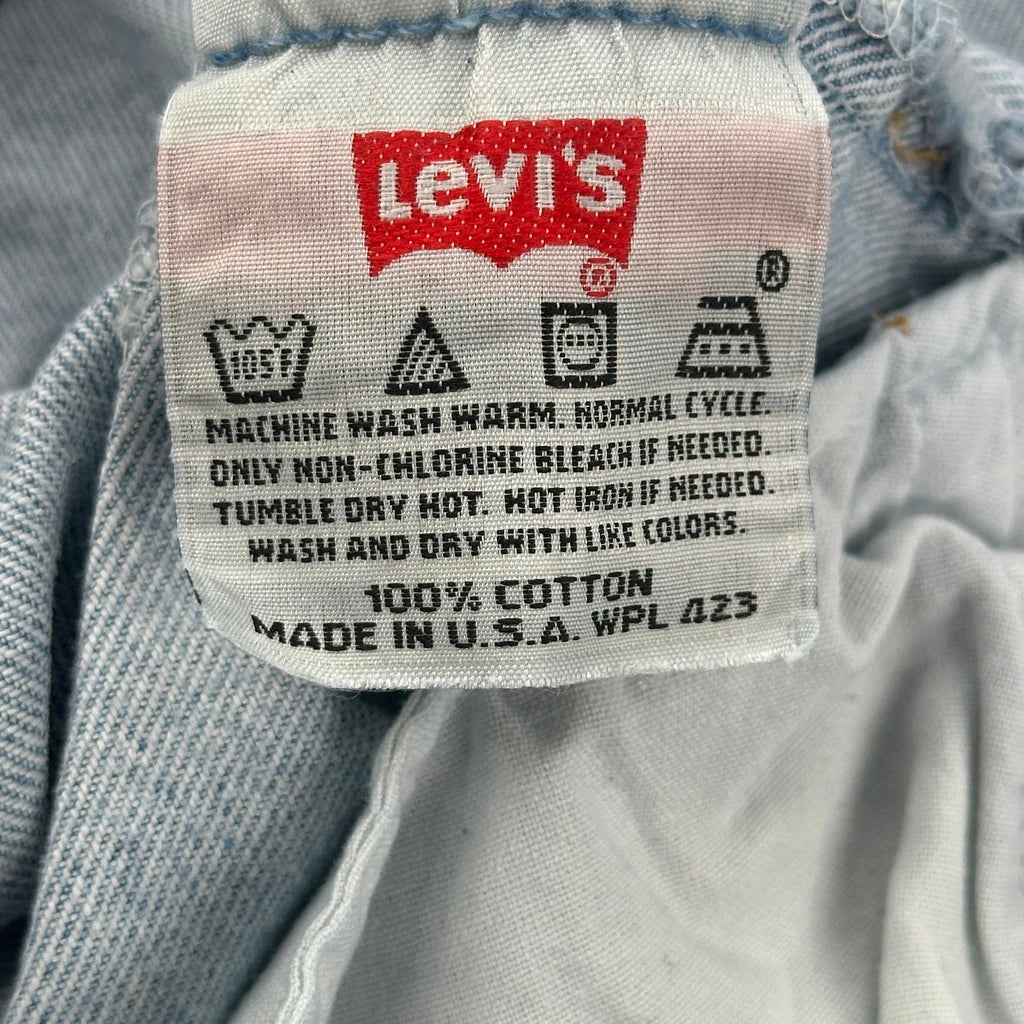 Levi's
®
®
105°F
MACHINE WASH WARM. NORMAL CYCLE.
ONLY NON-CHLORINE BLEACH IF NEEDED.
TUMBLE DRY HOT. HOT IRON IF NEEDED.
WASH AND DRY WITH LIKE COLORS.
100% COTTON
MADE IN U.S.A. WPL 423